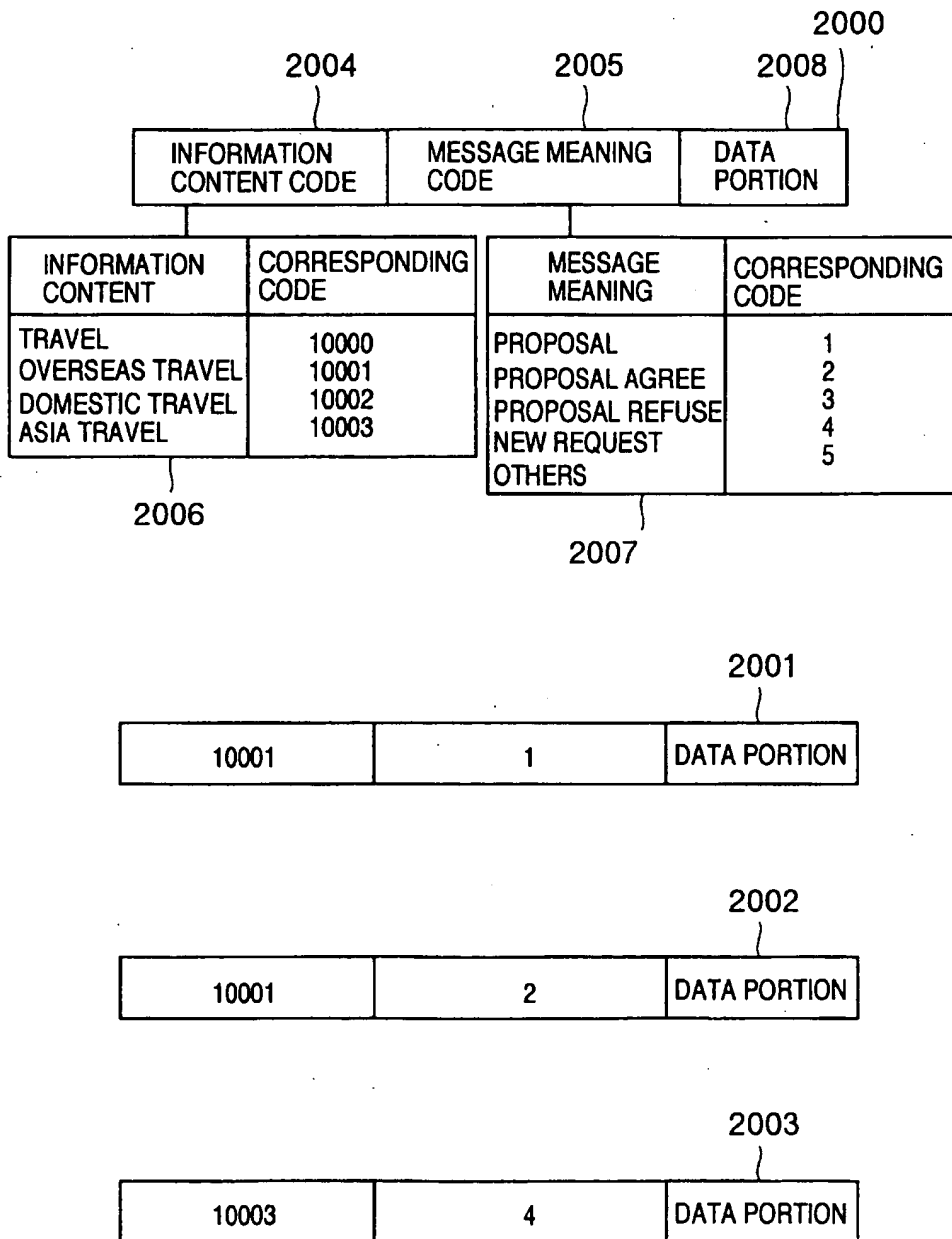 2000
2004 2005 2008
INFORMATION CONTENT CODE MESSAGE MEANING CODE DATA PORTION
INFORMATION CONTENT CORRESPONDING CODE
TRAVEL 10000
OVERSEAS TRAVEL 10001
DOMESTIC TRAVEL 10002
ASIA TRAVEL 10003
2006
MESSAGE MEANING CORRESPONDING CODE
PROPOSAL 1
PROPOSAL AGREE 2
PROPOSAL REFUSE 3
NEW REQUEST 4
OTHERS 5
2007
2001
10001 1 DATA PORTION
2002
10001 2 DATA PORTION
2003
10003 4 DATA PORTION